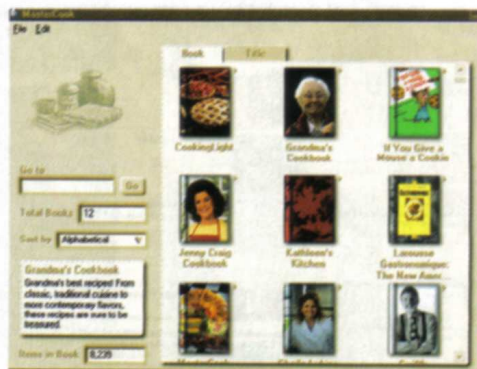 MasterCook
File Edit
Book Title
CookingLight
Grandma's
Cookbook
If You Give a
Mouse a Cookie
Go to
Go
Total Books 12
Sort by Alphabetical
Jenny Craig
Cookbook
Kathleen's
Kitchen
Larousse
Gastronomique:
The New Amer...
Grandma's Cookbook
Grandma's best recipes! From
classic, traditional cuisine to
more contemporary flavors,
these recipes are sure to be
treasured.
Items in Book 8,239